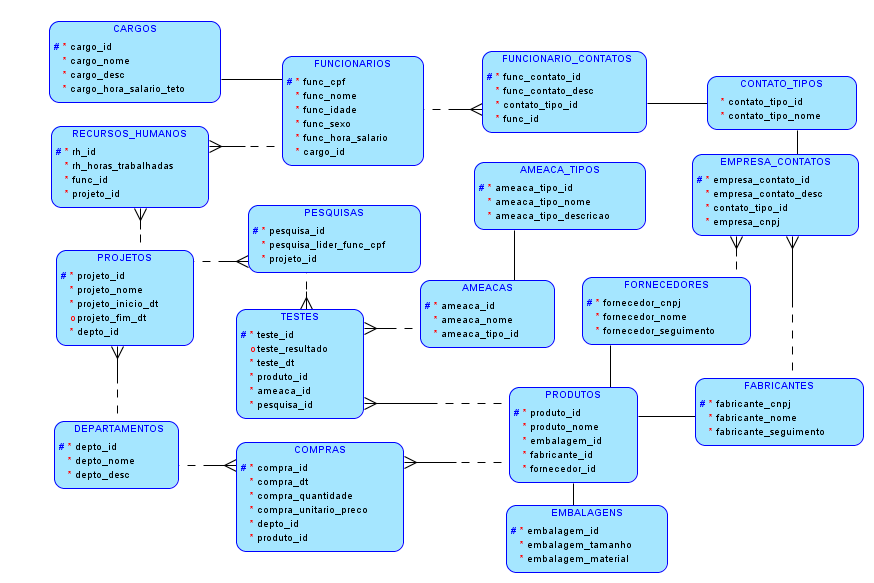 CARGOS
# * cargo_id
* cargo_nome
* cargo_desc
* cargo_hora_salario_teto
FUNCIONARIOS
# * func_cpf
* func_nome
* func_idade
* func_sexo
* func_hora_salario
* cargo_id
FUNCIONARIO_CONTATOS
# * func_contato_id
* func_contato_desc
* contato_tipo_id
* func_id
CONTATO_TIPOS
* contato_tipo_id
* contato_tipo_nome
RECURSOS_HUMANOS
# * rh_id
* rh_horas_trabalhadas
* func_id
* projeto_id
AMEACA_TIPOS
# * ameaca_tipo_id
* ameaca_tipo_nome
* ameaca_tipo_descricao
EMPRESA_CONTATOS
# * empresa_contato_id
* empresa_contato_desc
* contato_tipo_id
* empresa_cnpj
PESQUISAS
# * pesquisa_id
* pesquisa_lider_func_cpf
* projeto_id
PROJETOS
# * projeto_id
* projeto_nome
* projeto_inicio_dt
o projeto_fim_dt
* depto_id
AMEACAS
# * ameaca_id
* ameaca_nome
* ameaca_tipo_id
FORNECEDORES
# * fornecedor_cnpj
* fornecedor_nome
* fornecedor_seguimento
TESTES
# * teste_id
o teste_resultado
* teste_dt
* produto_id
* ameaca_id
* pesquisa_id
PRODUTOS
# * produto_id
* produto_nome
* embalagem_id
* fabricante_id
* fornecedor_id
FABRICANTES
# * fabricante_cnpj
* fabricante_nome
* fabricante_seguimento
DEPARTAMENTOS
# * depto_id
* depto_nome
* depto_desc
COMPRAS
# * compra_id
* compra_dt
* compra_quantidade
* compra_unitario_preco
* depto_id
* produto_id
EMBALAGENS
# * embalagem_id
* embalagem_tamanho
* embalagem_material